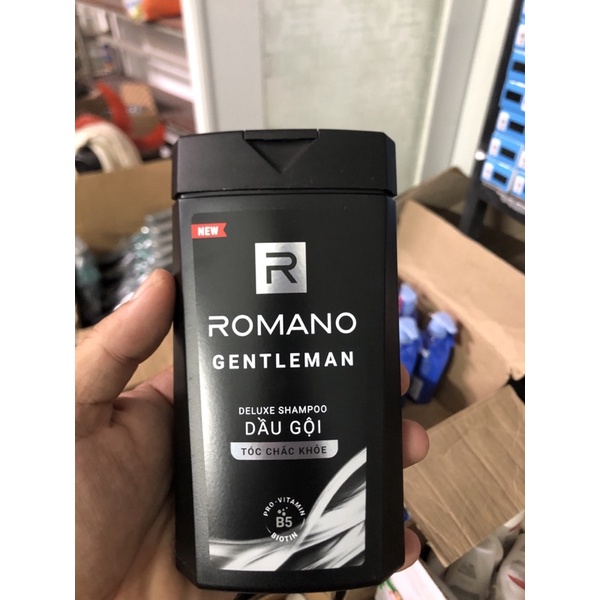 NEW
R
ROMANO
GENTLEMAN
DELUXE SHAMPOO
DẦU GỘI
TÓC CHẮC KHỎE
PRO-VITAMIN
B5
BIOTIN